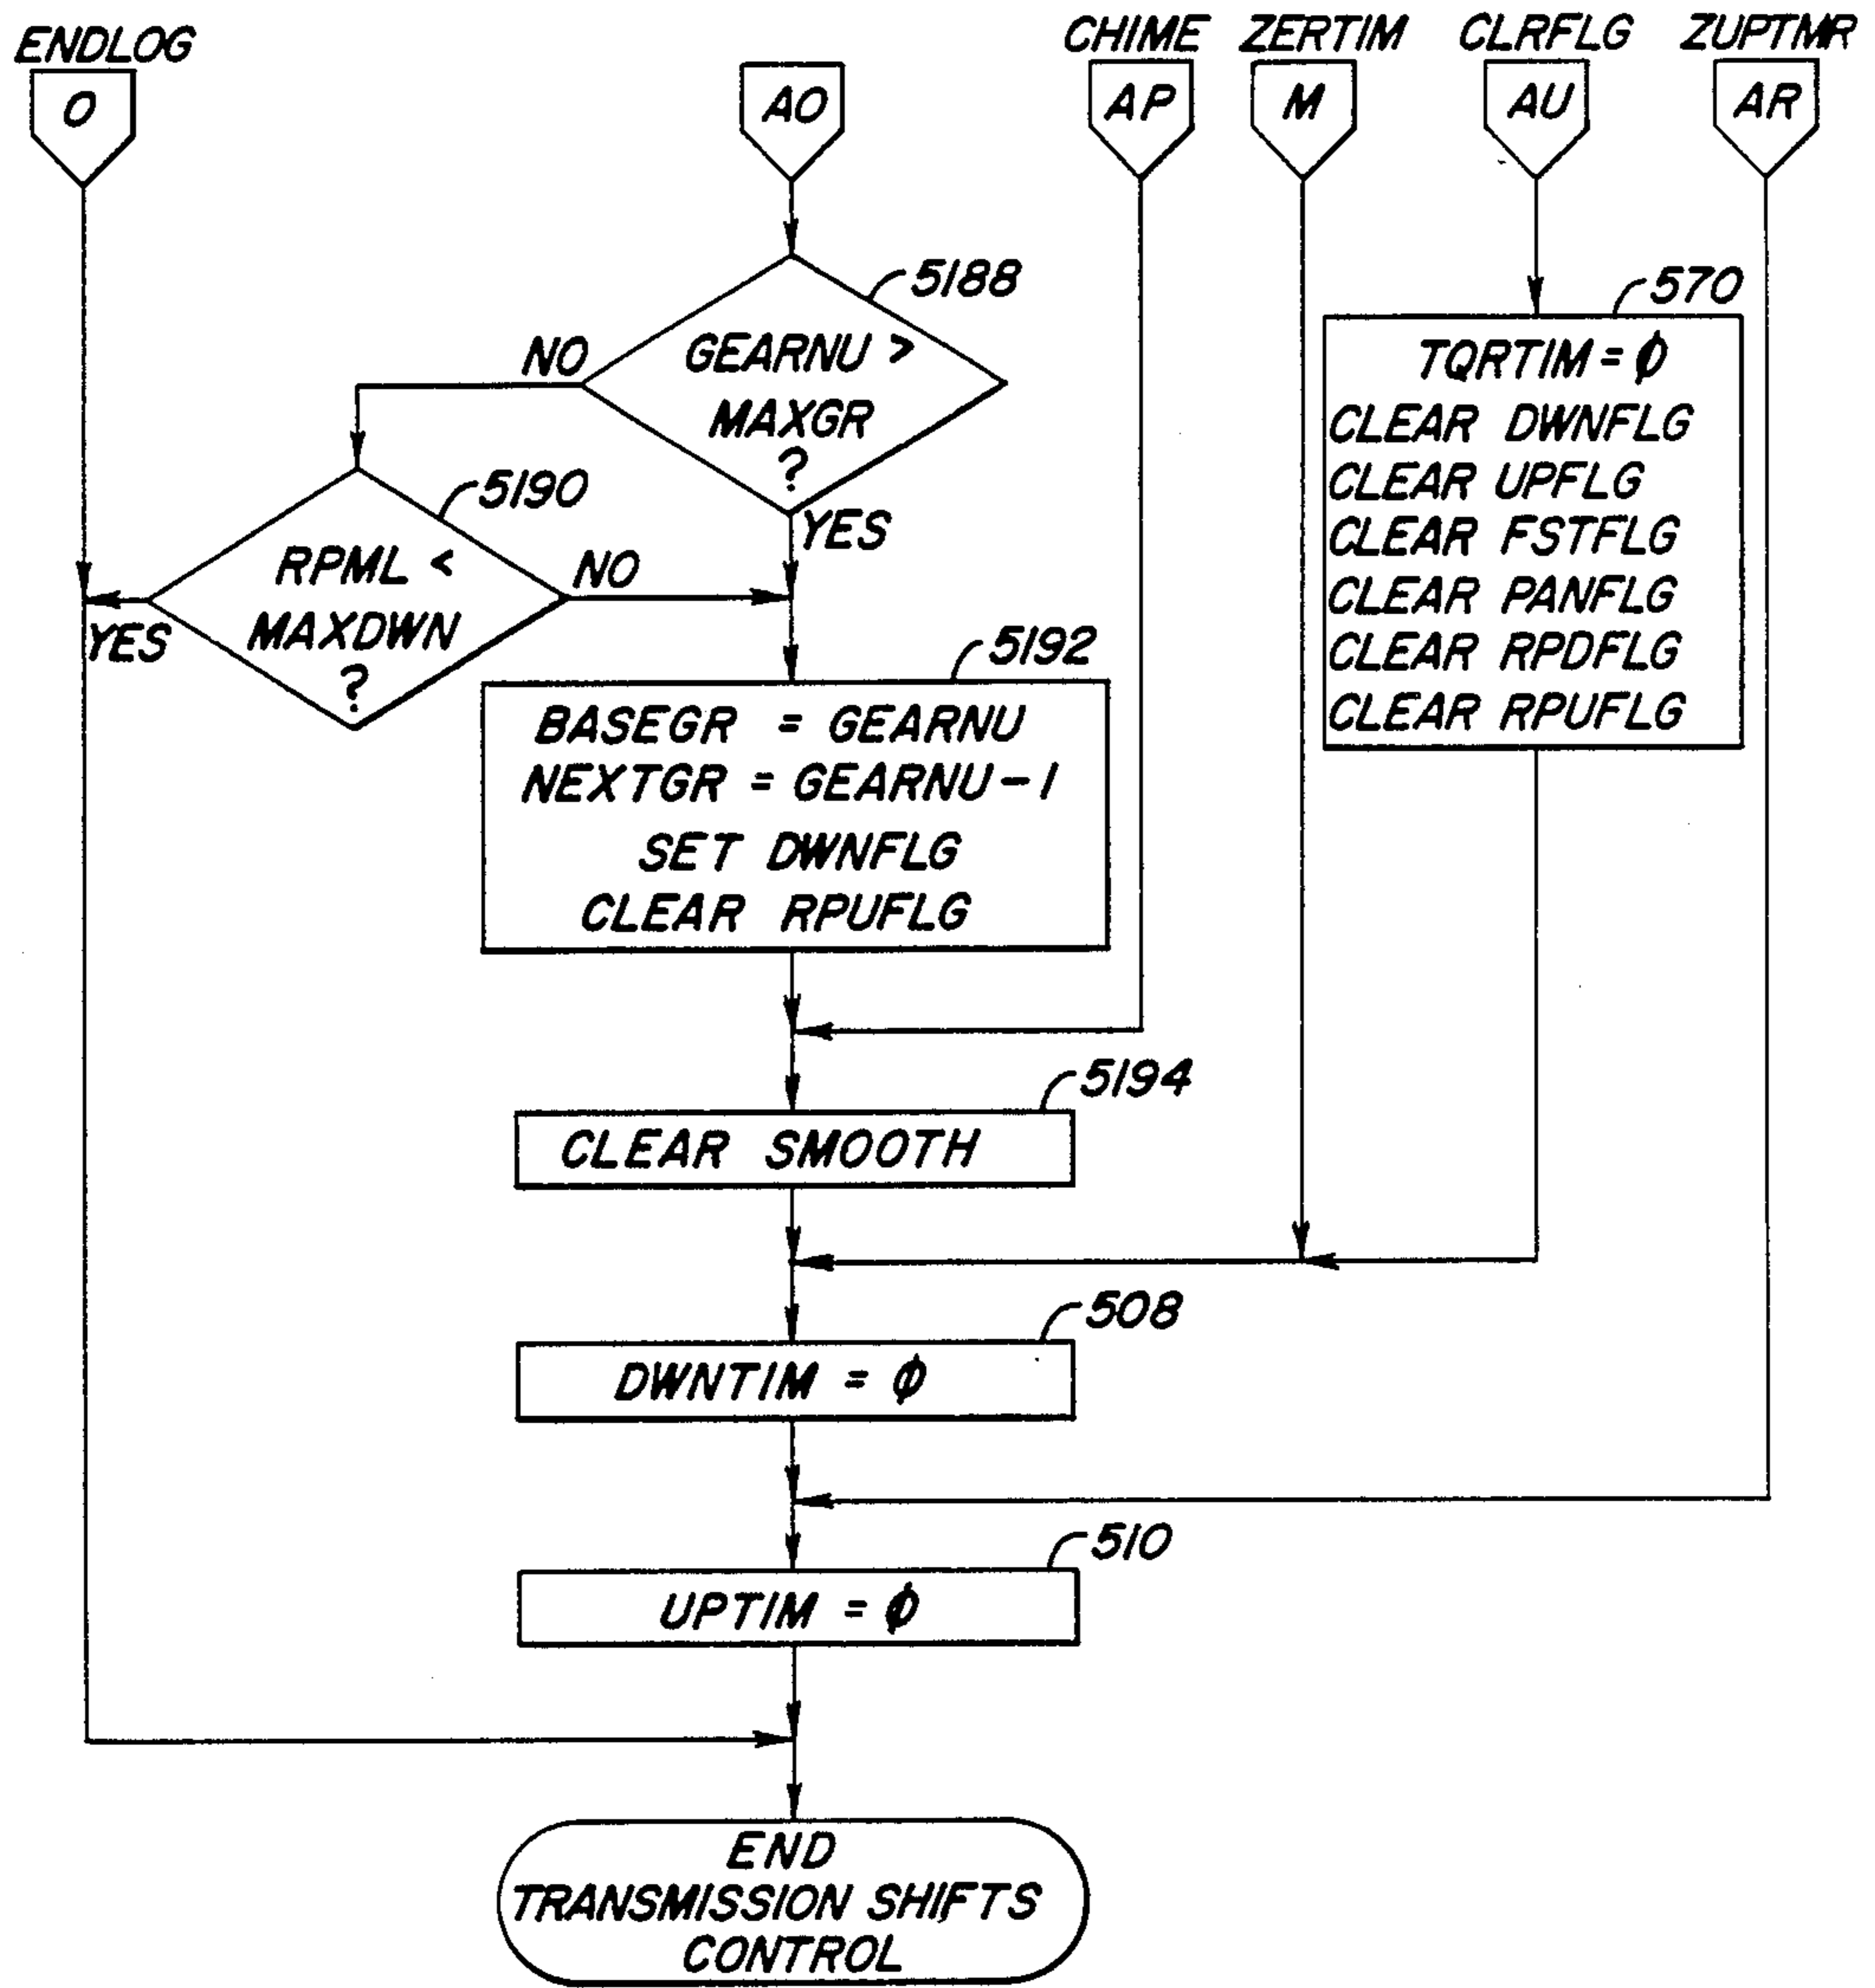 ENDLOG
CHIME
ZERTIM
CLRFLG
ZUPTMR
O
AO
AP
M
AU
AR
5188
GEARNU >
MAXGR
?
NO
YES
570
TQRTIM = ϕ
CLEAR DWNFLG
CLEAR UPFLG
CLEAR FSTFLG
CLEAR PANFLG
CLEAR RPDFLG
CLEAR RPUFLG
5190
RPML <
MAXDWN
?
NO
YES
5192
BASEGR = GEARNU
NEXTGR = GEARNU-1
SET DWNFLG
CLEAR RPUFLG
5194
CLEAR SMOOTH
508
DWNTIM = ϕ
510
UPTIM = ϕ
END
TRANSMISSION SHIFTS
CONTROL